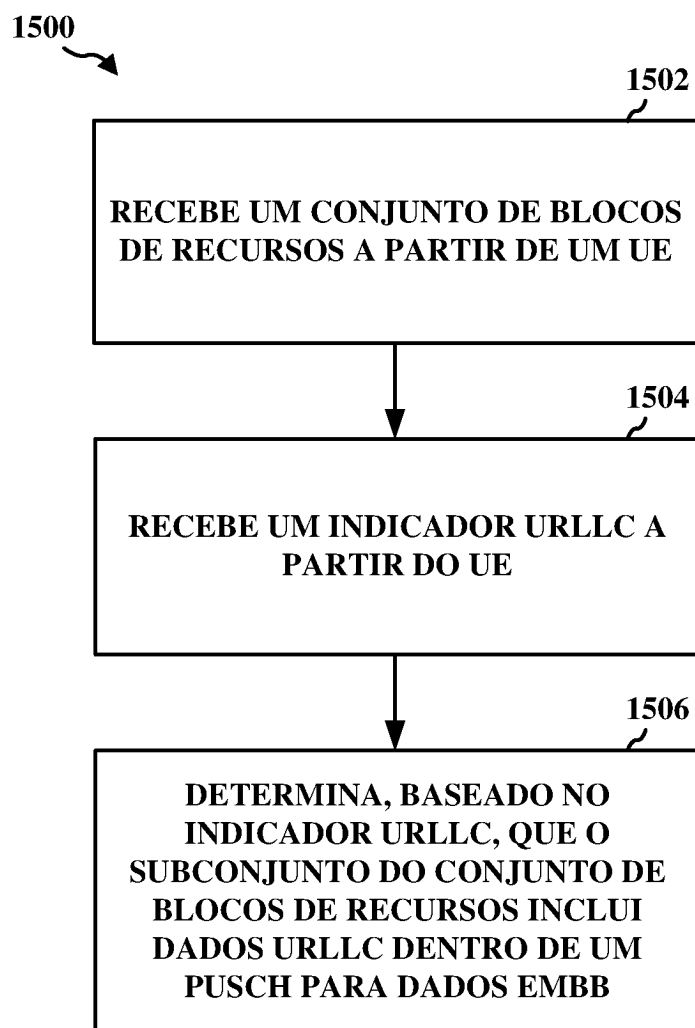 1500
1502
RECEBE UM CONJUNTO DE BLOCOS
DE RECURSOS A PARTIR DE UM UE
1504
RECEBE UM INDICADOR URLLC A
PARTIR DO UE
1506
DETERMINA, BASEADO NO
INDICADOR URLLC, QUE O
SUBCONJUNTO DO CONJUNTO DE
BLOCOS DE RECURSOS INCLUI
DADOS URLLC DENTRO DE UM
PUSCH PARA DADOS EMBB